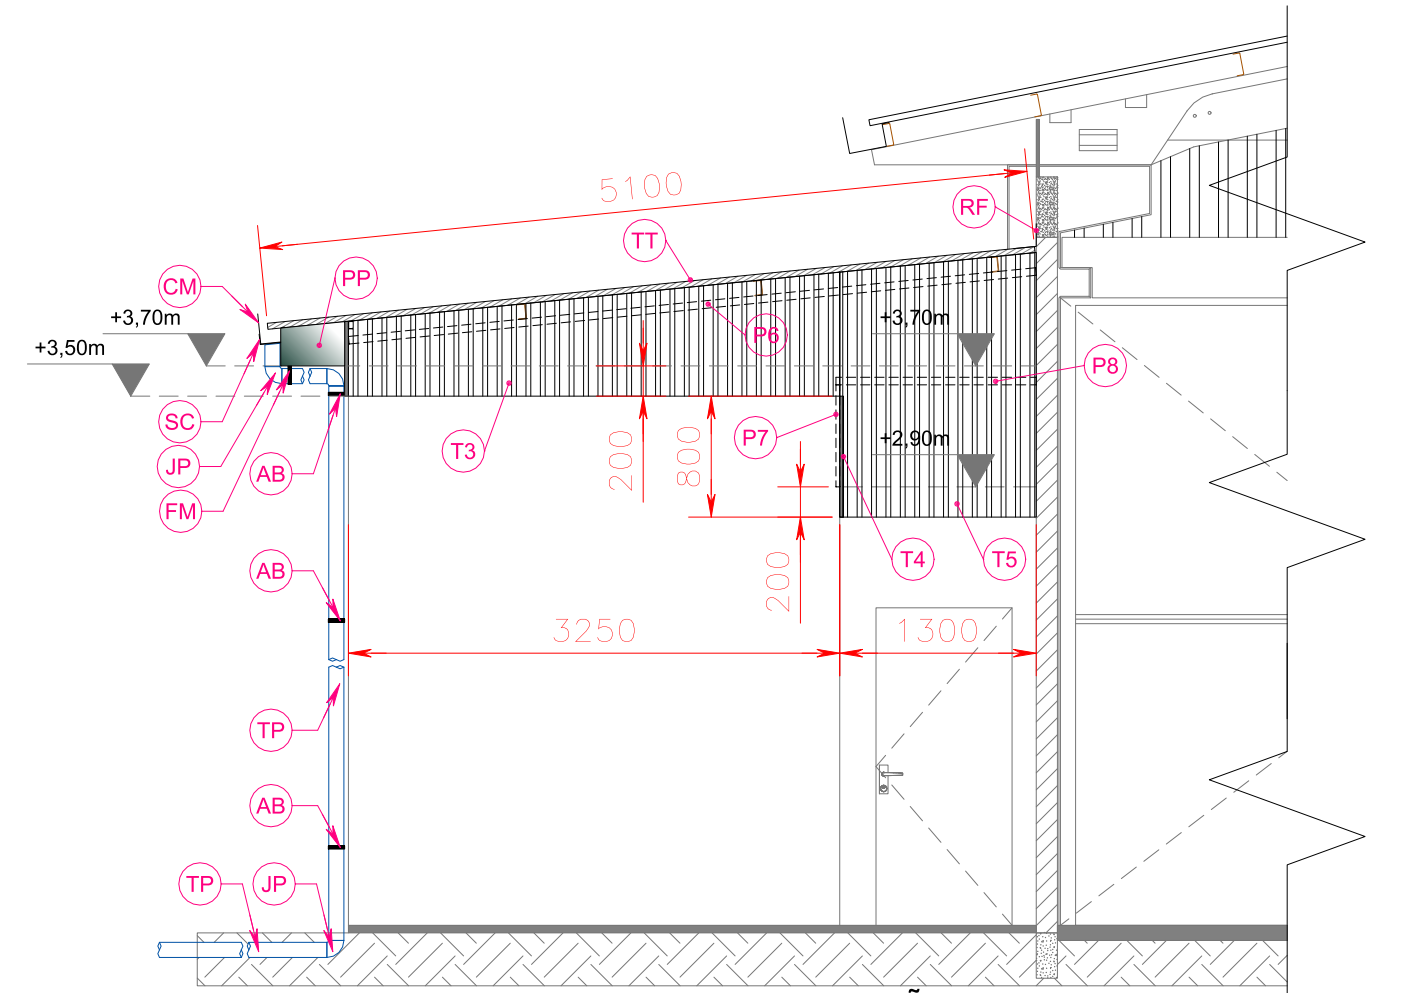 5100
RF
TT
PP
CM
+3,70m
+3,50m
P6
+3,70m
P8
SC
T3
P7
+2,90m
JP
AB
200
800
FM
T4
T5
200
AB
3250
1300
TP
AB
TP
JP